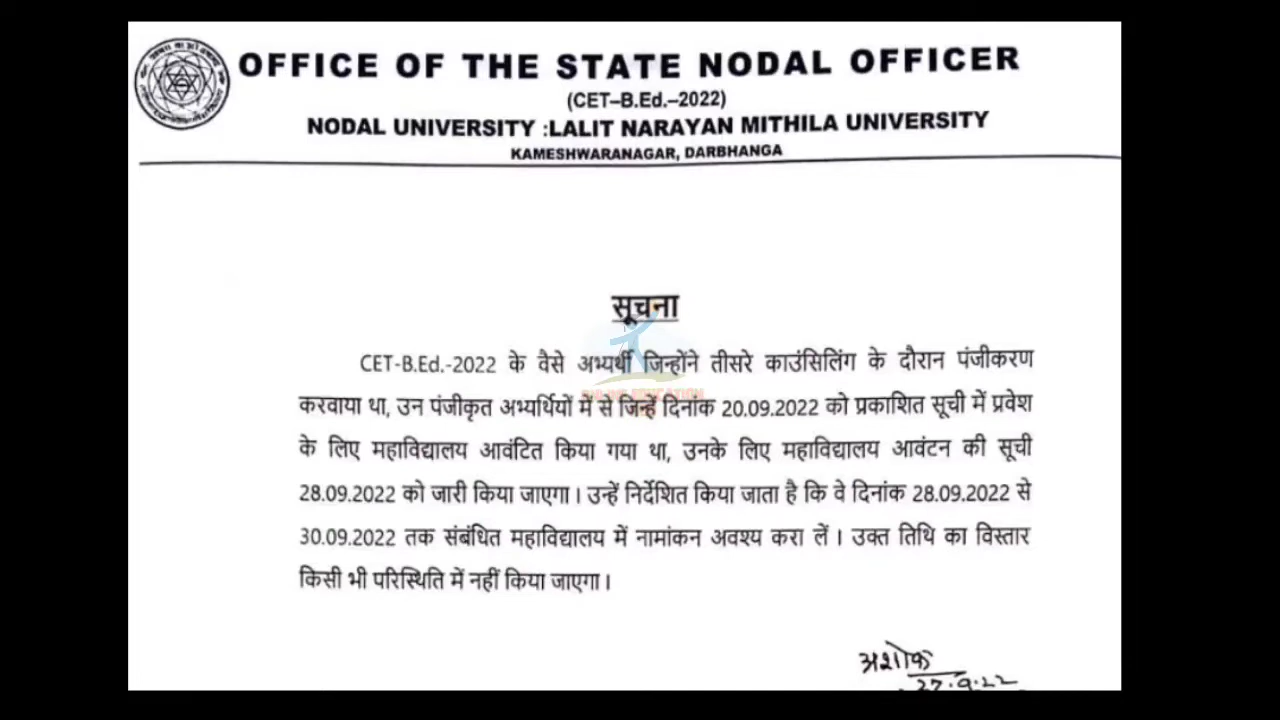 OFFICE OF THE STATE NODAL OFFICER
(CET–B.Ed.–2022)
NODAL UNIVERSITY :LALIT NARAYAN MITHILA UNIVERSITY
KAMESHWARANAGAR, DARBHANGA
सूचना
CET-B.Ed.-2022 के वैसे अभ्यर्थी जिन्होंने तीसरे काउंसिलिंग के दौरान पंजीकरण
करवाया था, उन पंजीकृत अभ्यर्थियों में से जिन्हें दिनांक 20.09.2022 को प्रकाशित सूची में प्रवेश
के लिए महाविद्यालय आवंटित किया गया था, उनके लिए महाविद्यालय आवंटन की सूची
28.09.2022 को जारी किया जाएगा। उन्हें निर्देशित किया जाता है कि वे दिनांक 28.09.2022 से
30.09.2022 तक संबंधित महाविद्यालय में नामांकन अवश्य करा लें। उक्त तिथि का विस्तार
किसी भी परिस्थिति में नहीं किया जाएगा।
अशोक
27.9.22